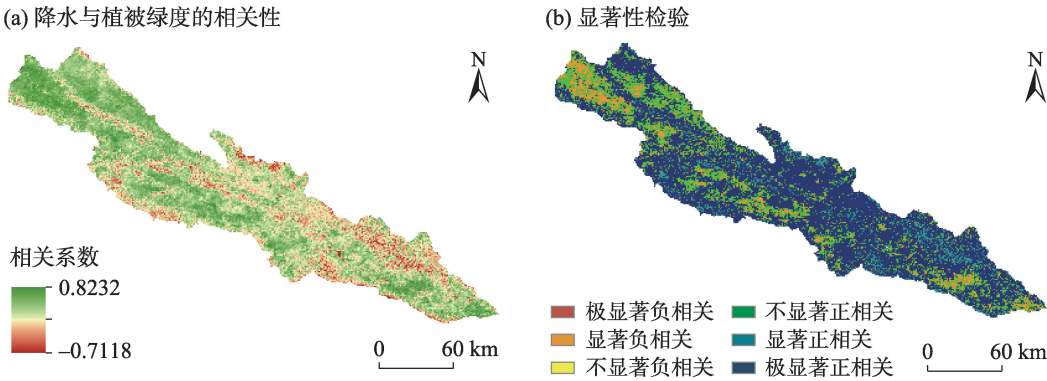 (a) 降水与植被绿度的相关性
N
相关系数
0.8232
–0.7118
0 60 km
(b) 显著性检验
N
极显著负相关
显著负相关
不显著负相关
不显著正相关
显著正相关
极显著正相关
0 60 km